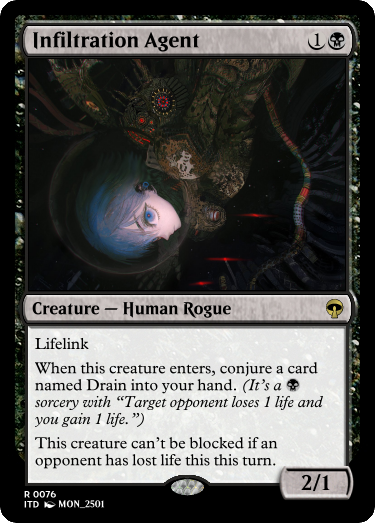 Infiltration Agent 1
Creature — Human Rogue
Lifelink
When this creature enters, conjure a card
named Drain into your hand. (It's a
sorcery with “Target opponent loses 1 life and
you gain 1 life.”)
This creature can't be blocked if an
opponent has lost life this this turn.
2/1
R 0076
ITD MON_2501